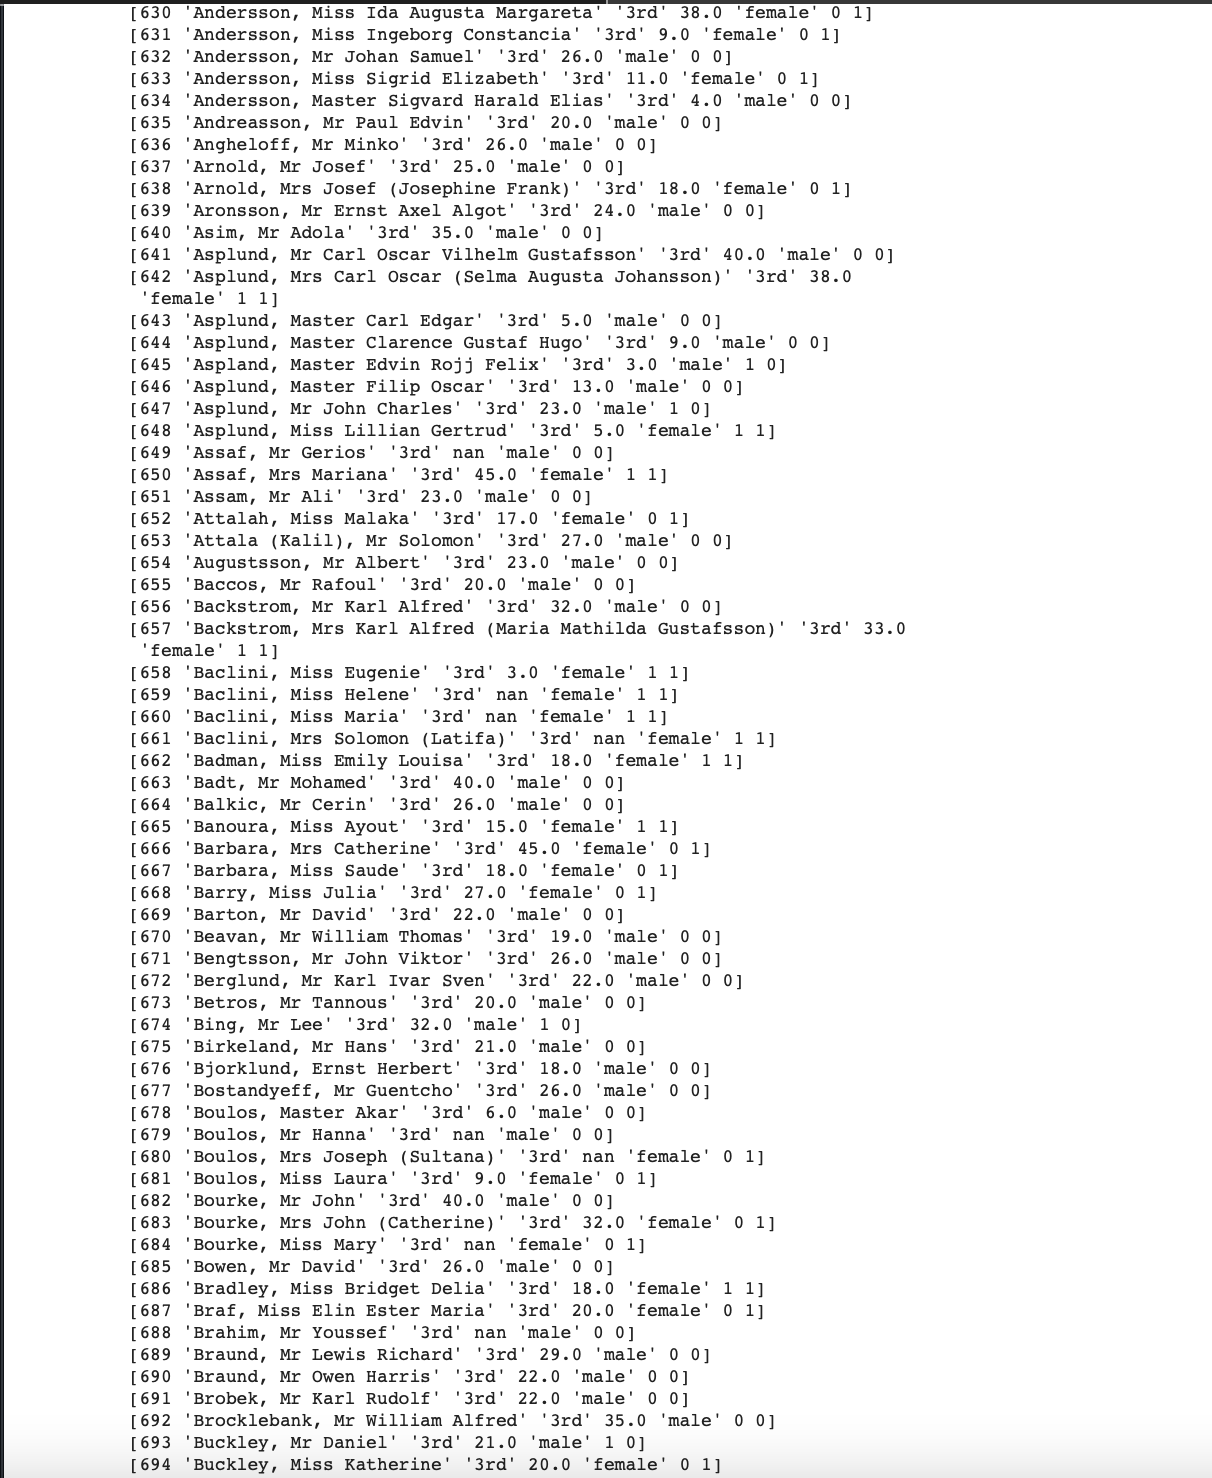 [630 'Andersson, Miss Ida Augusta Margareta' '3rd' 38.0 'female' 0 1]
[631 'Andersson, Miss Ingeborg Constancia' '3rd' 9.0 'female' 0 1]
[632 'Andersson, Mr Johan Samuel' '3rd' 26.0 'male' 0 0]
[633 'Andersson, Miss Sigrid Elizabeth' '3rd' 11.0 'female' 0 1]
[634 'Andersson, Master Sigvard Harald Elias' '3rd' 4.0 'male' 0 0]
[635 'Andreasson, Mr Paul Edvin' '3rd' 20.0 'male' 0 0]
[636 'Angheloff, Mr Minko' '3rd' 26.0 'male' 0 0]
[637 'Arnold, Mr Josef' '3rd' 25.0 'male' 0 0]
[638 'Arnold, Mrs Josef (Josephine Frank)' '3rd' 18.0 'female' 0 1]
[639 'Aronsson, Mr Ernst Axel Algot' '3rd' 24.0 'male' 0 0]
[640 'Asim, Mr Adola' '3rd' 35.0 'male' 0 0]
[641 'Asplund, Mr Carl Oscar Vilhelm Gustafsson' '3rd' 40.0 'male' 0 0]
[642 'Asplund, Mrs Carl Oscar (Selma Augusta Johansson)' '3rd' 38.0
'female' 1 1]
[643 'Asplund, Master Carl Edgar' '3rd' 5.0 'male' 0 0]
[644 'Asplund, Master Clarence Gustaf Hugo' '3rd' 9.0 'male' 0 0]
[645 'Aspland, Master Edvin Rojj Felix' '3rd' 3.0 'male' 1 0]
[646 'Asplund, Master Filip Oscar' '3rd' 13.0 'male' 0 0]
[647 'Asplund, Mr John Charles' '3rd' 23.0 'male' 1 0]
[648 'Asplund, Miss Lillian Gertrud' '3rd' 5.0 'female' 1 1]
[649 'Assaf, Mr Gerios' '3rd' nan 'male' 0 0]
[650 'Assaf, Mrs Mariana' '3rd' 45.0 'female' 1 1]
[651 'Assam, Mr Ali' '3rd' 23.0 'male' 0 0]
[652 'Attalah, Miss Malaka' '3rd' 17.0 'female' 0 1]
[653 'Attala (Kalil), Mr Solomon' '3rd' 27.0 'male' 0 0]
[654 'Augustsson, Mr Albert' '3rd' 23.0 'male' 0 0]
[655 'Baccos, Mr Rafoul' '3rd' 20.0 'male' 0 0]
[656 'Backstrom, Mr Karl Alfred' '3rd' 32.0 'male' 0 0]
[657 'Backstrom, Mrs Karl Alfred (Maria Mathilda Gustafsson)' '3rd' 33.0
'female' 1 1]
[658 'Baclini, Miss Eugenie' '3rd' 3.0 'female' 1 1]
[659 'Baclini, Miss Helene' '3rd' nan 'female' 1 1]
[660 'Baclini, Miss Maria' '3rd' nan 'female' 1 1]
[661 'Baclini, Mrs Solomon (Latifa)' '3rd' nan 'female' 1 1]
[662 'Badman, Miss Emily Louisa' '3rd' 18.0 'female' 1 1]
[663 'Badt, Mr Mohamed' '3rd' 40.0 'male' 0 0]
[664 'Balkic, Mr Cerin' '3rd' 26.0 'male' 0 0]
[665 'Banoura, Miss Ayout' '3rd' 15.0 'female' 1 1]
[666 'Barbara, Mrs Catherine' '3rd' 45.0 'female' 0 1]
[667 'Barbara, Miss Saude' '3rd' 18.0 'female' 0 1]
[668 'Barry, Miss Julia' '3rd' 27.0 'female' 0 1]
[669 'Barton, Mr David' '3rd' 22.0 'male' 0 0]
[670 'Beavan, Mr William Thomas' '3rd' 19.0 'male' 0 0]
[671 'Bengtsson, Mr John Viktor' '3rd' 26.0 'male' 0 0]
[672 'Berglund, Mr Karl Ivar Sven' '3rd' 22.0 'male' 0 0]
[673 'Betros, Mr Tannous' '3rd' 20.0 'male' 0 0]
[674 'Bing, Mr Lee' '3rd' 32.0 'male' 1 0]
[675 'Birkeland, Mr Hans' '3rd' 21.0 'male' 0 0]
[676 'Bjorklund, Ernst Herbert' '3rd' 18.0 'male' 0 0]
[677 'Bostandyeff, Mr Guentcho' '3rd' 26.0 'male' 0 0]
[678 'Boulos, Master Akar' '3rd' 6.0 'male' 0 0]
[679 'Boulos, Mr Hanna' '3rd' nan 'male' 0 0]
[680 'Boulos, Mrs Joseph (Sultana)' '3rd' nan 'female' 0 1]
[681 'Boulos, Miss Laura' '3rd' 9.0 'female' 0 1]
[682 'Bourke, Mr John' '3rd' 40.0 'male' 0 0]
[683 'Bourke, Mrs John (Catherine)' '3rd' 32.0 'female' 0 1]
[684 'Bourke, Miss Mary' '3rd' nan 'female' 0 1]
[685 'Bowen, Mr David' '3rd' 26.0 'male' 0 0]
[686 'Bradley, Miss Bridget Delia' '3rd' 18.0 'female' 1 1]
[687 'Braf, Miss Elin Ester Maria' '3rd' 20.0 'female' 0 1]
[688 'Brahim, Mr Youssef' '3rd' nan 'male' 0 0]
[689 'Braund, Mr Lewis Richard' '3rd' 29.0 'male' 0 0]
[690 'Braund, Mr Owen Harris' '3rd' 22.0 'male' 0 0]
[691 'Brobek, Mr Karl Rudolf' '3rd' 22.0 'male' 0 0]
[692 'Brocklebank, Mr William Alfred' '3rd' 35.0 'male' 0 0]
[693 'Buckley, Mr Daniel' '3rd' 21.0 'male' 1 0]
[694 'Buckley, Miss Katherine' '3rd' 20.0 'female' 0 1]